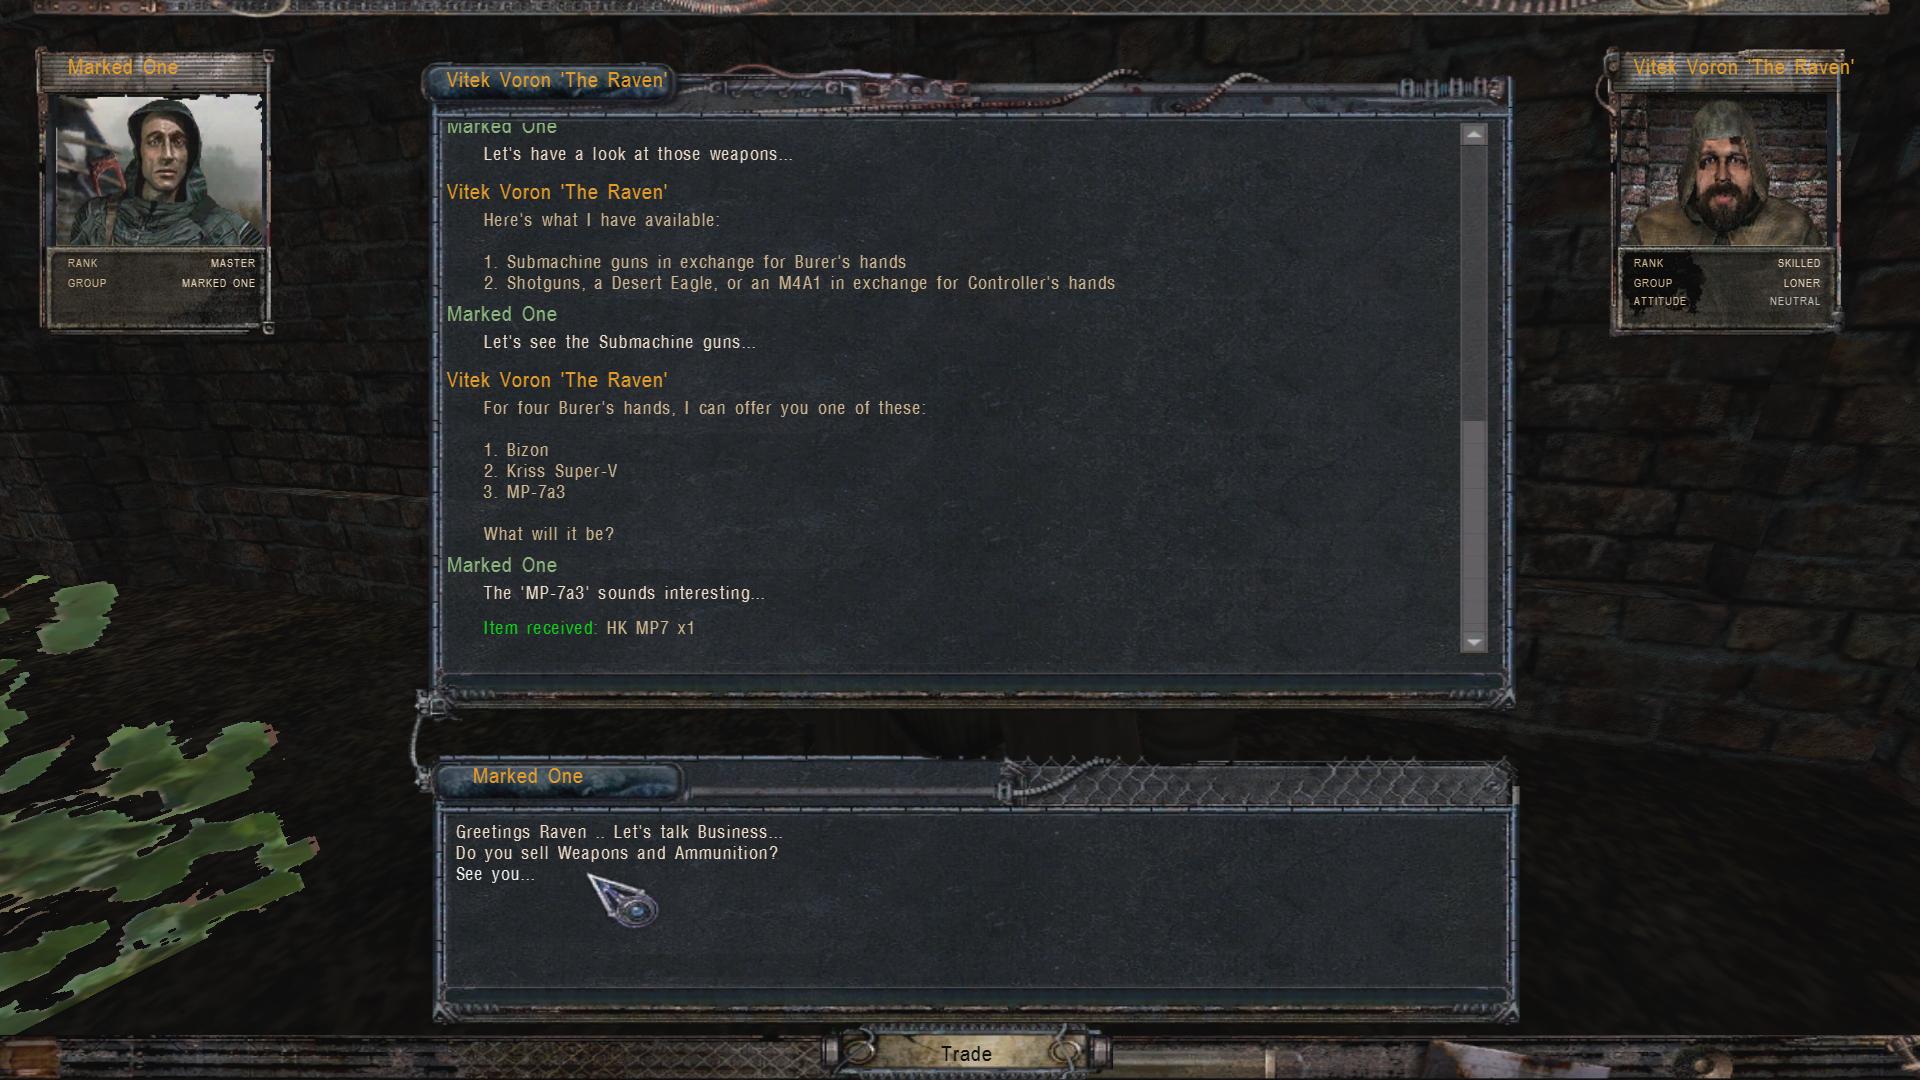 Marked One
RANK MASTER
GROUP MARKED ONE
Vitek Voron 'The Raven'
Marked One
Let's have a look at those weapons...
Vitek Voron 'The Raven'
Here's what I have available:
1. Submachine guns in exchange for Burer's hands
2. Shotguns, a Desert Eagle, or an M4A1 in exchange for Controller's hands
Marked One
Let's see the Submachine guns...
Vitek Voron 'The Raven'
For four Burer's hands, I can offer you one of these:
1. Bizon
2. Kriss Super-V
3. MP-7a3
What will it be?
Marked One
The 'MP-7a3' sounds interesting...
Item received: HK MP7 x1
Vitek Voron 'The Raven'
RANK SKILLED
GROUP LONER
ATTITUDE NEUTRAL
Marked One
Greetings Raven .. Let's talk Business...
Do you sell Weapons and Ammunition?
See you...
Trade